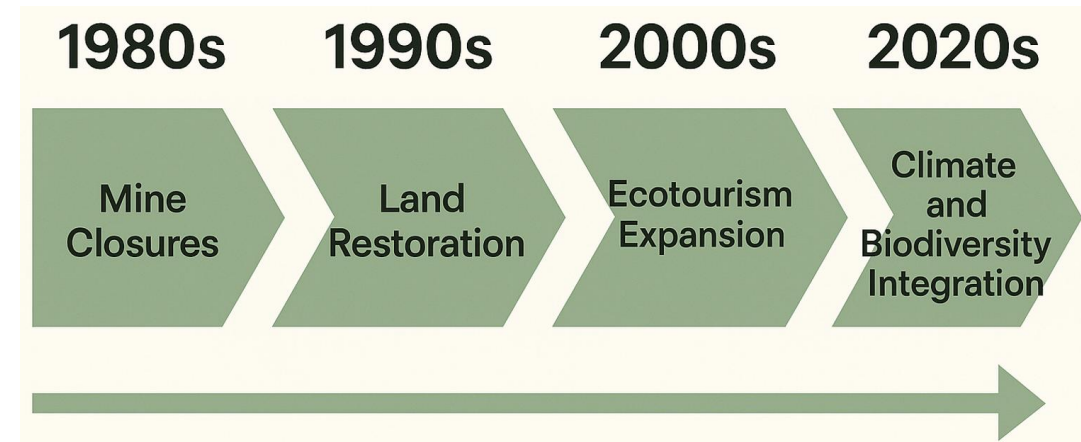 1980s
1990s
2000s
2020s
Mine
Closures
Land
Restoration
Ecotourism
Expansion
Climate
and
Biodiversity
Integration